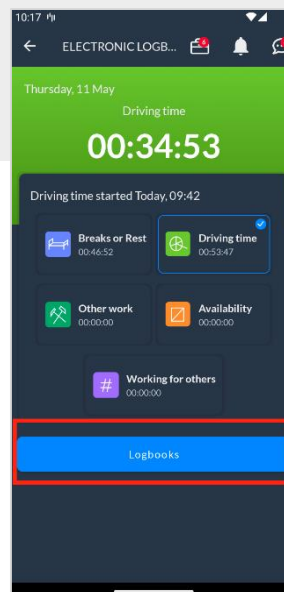 10:17
ELECTRONIC LOGB...
6
Thursday, 11 May
Driving time
00:34:53
Driving time started Today, 09:42
Breaks or Rest
00:46:52
Driving time
00:53:47
Other work
00:00:00
Availability
00:00:00
#
Working for others
00:00:00
Logbooks